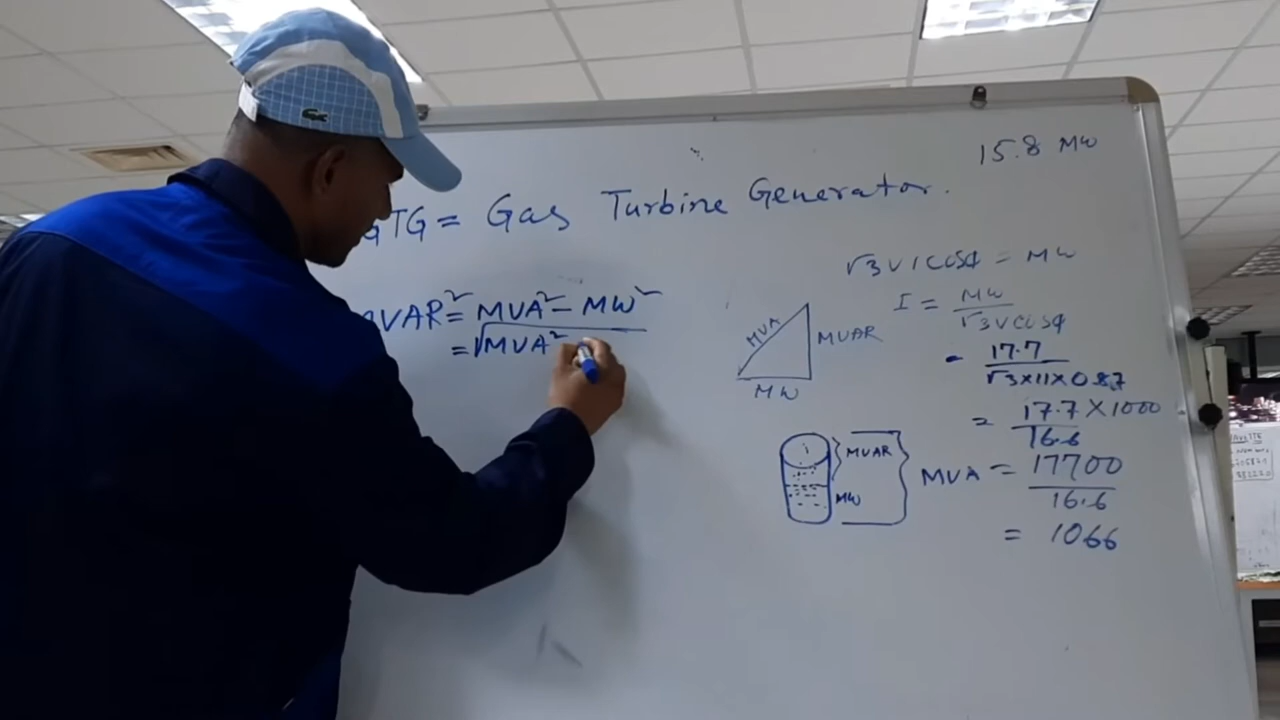 15.8 MW
GTG = Gas Turbine Generator.
√3 V I cosϕ = MW
MVAR² = MVA² - MW²
= √MVA²
I = MW / √3 V cosϕ
MVA
MVAR
MW
= 17.7 / √3 x 11 x 0.87
= 17.7 X 1000 / 16.6
MVAR
MW
MVA
= 17700 / 16.6
= 1066